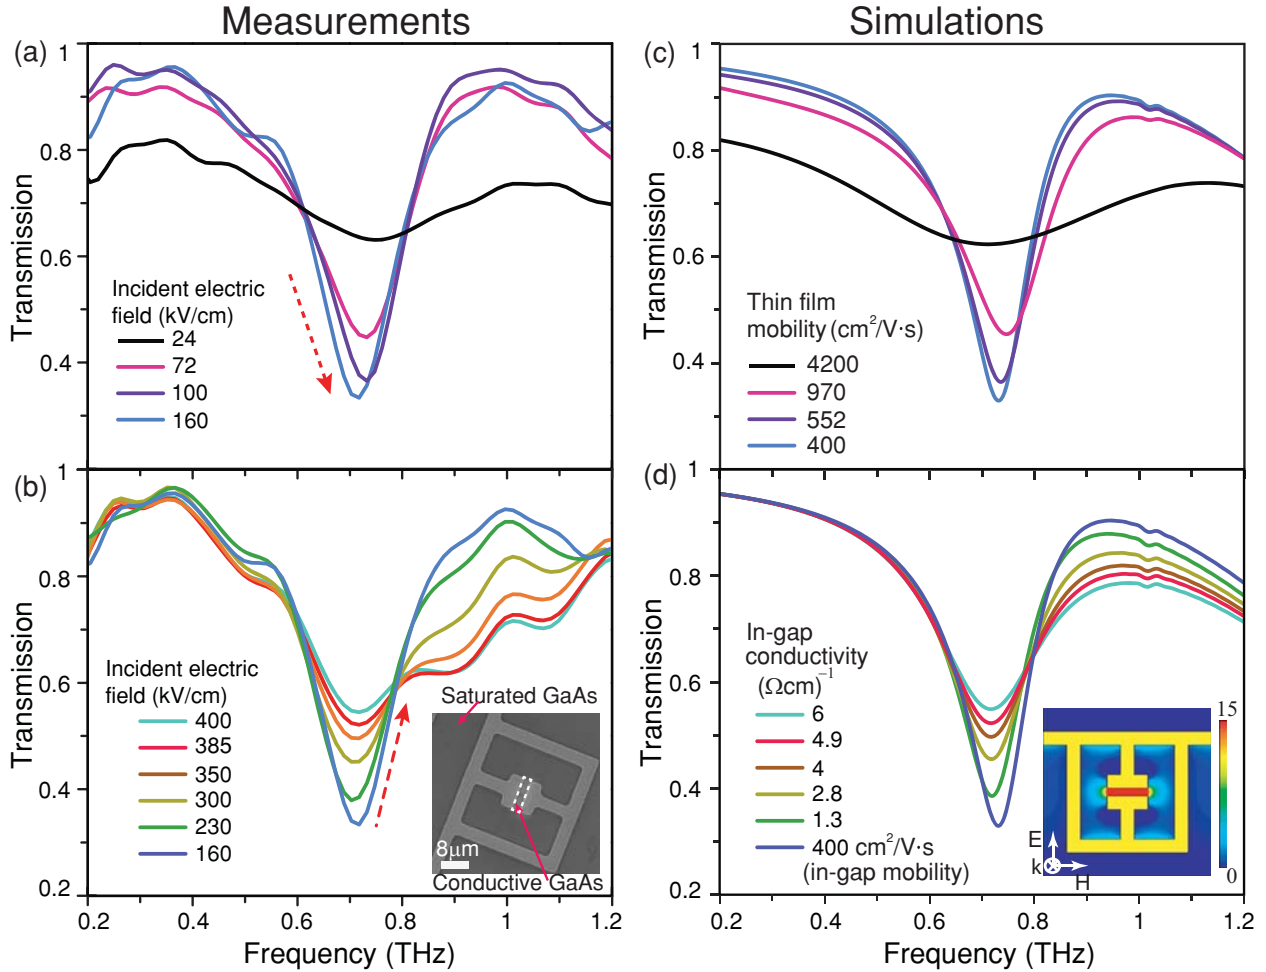 Measurements
Simulations
(a)
1
0.8
0.6
0.4
Transmission
Incident electric
field (kV/cm)
24
72
100
160
(c)
1
0.8
0.6
0.4
Transmission
Thin film
mobility (cm²/V·s)
4200
970
552
400
(b)
1
0.8
0.6
0.4
0.2
Transmission
Incident electric
field (kV/cm)
400
385
350
300
230
160
Saturated GaAs
8μm
Conductive GaAs
0.2
0.4
0.6
0.8
1
1.2
Frequency (THz)
(d)
1
0.8
0.6
0.4
0.2
Transmission
In-gap
conductivity
(Ωcm)⁻¹
6
4.9
4
2.8
1.3
400 cm²/V·s
(in-gap mobility)
E
k
H
15
0
0.2
0.4
0.6
0.8
1
1.2
Frequency (THz)